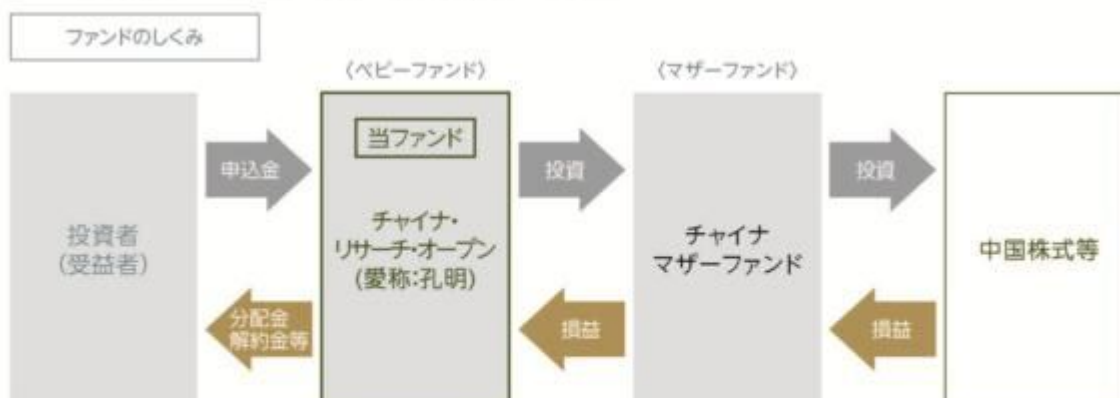 ファンドのしくみ
〈ベビーファンド〉
〈マザーファンド〉
投資者
(受益者)
申込金
分配金
解約金等
当ファンド
チャイナ・
リサーチ・オープン
(愛称:孔明)
投資
損益
チャイナ
マザーファンド
投資
損益
中国株式等